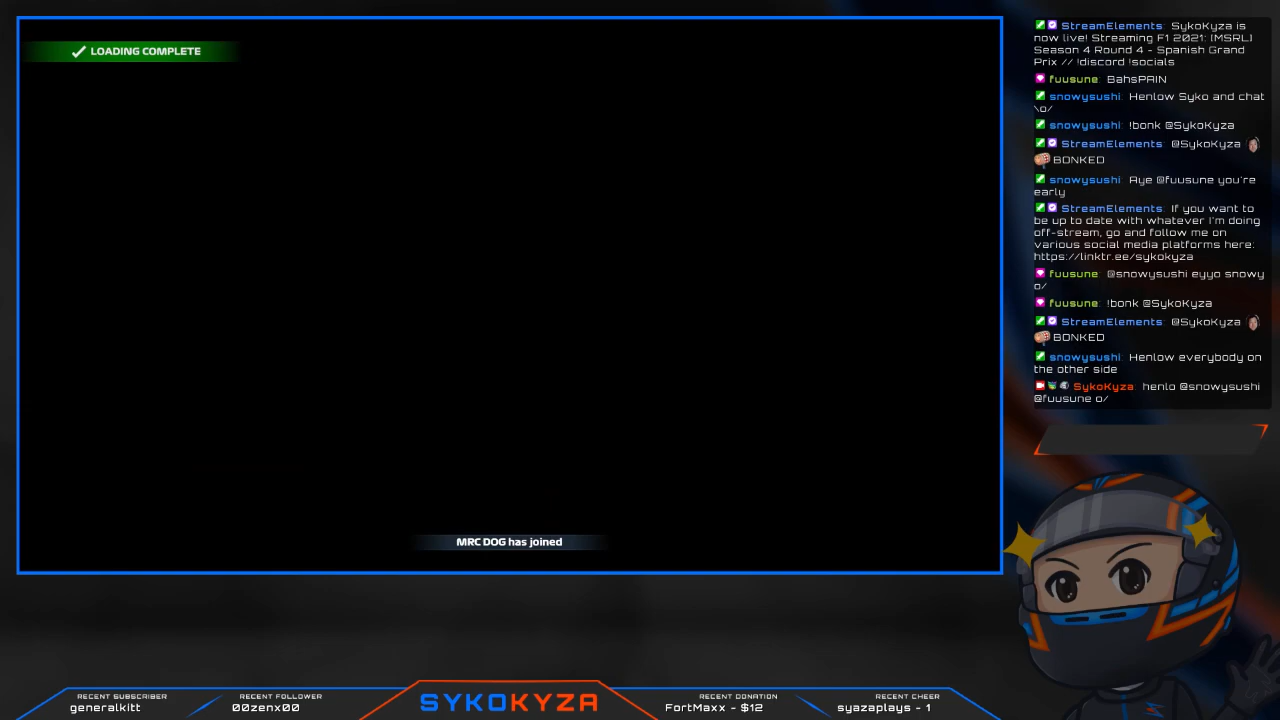 LOADING COMPLETE
MRC DOG has joined
StreamElements: SykoKyza is
now live! Streaming F1 2021: [MSRL]
Season 4 Round 4 - Spanish Grand
Prix // !discord !socials
fuusune: BahsPAIN
snowysushi: Henlow Syko and chat
\o/
snowysushi: !bonk @SykoKyza
StreamElements: @SykoKyza
BONKED
snowysushi: Aye @fuusune you're
early
StreamElements: If you want to
be up to date with whatever I'm doing
off-stream, go and follow me on
various social media platforms here:
https://linktr.ee/sykokyza
fuusune: @snowysushi eyyo snowy
o/
fuusune: !bonk @SykoKyza
StreamElements: @SykoKyza
BONKED
snowysushi: Henlow everybody on
the other side
SykoKyza: henlo @snowysushi
@fuusune o/
RECENT SUBSCRIBER
generalkitt
RECENT FOLLOWER
00zenx00
SYKOKYZA
RECENT DONATION
FortMaxx - $12
RECENT CHEER
syazaplays - 1